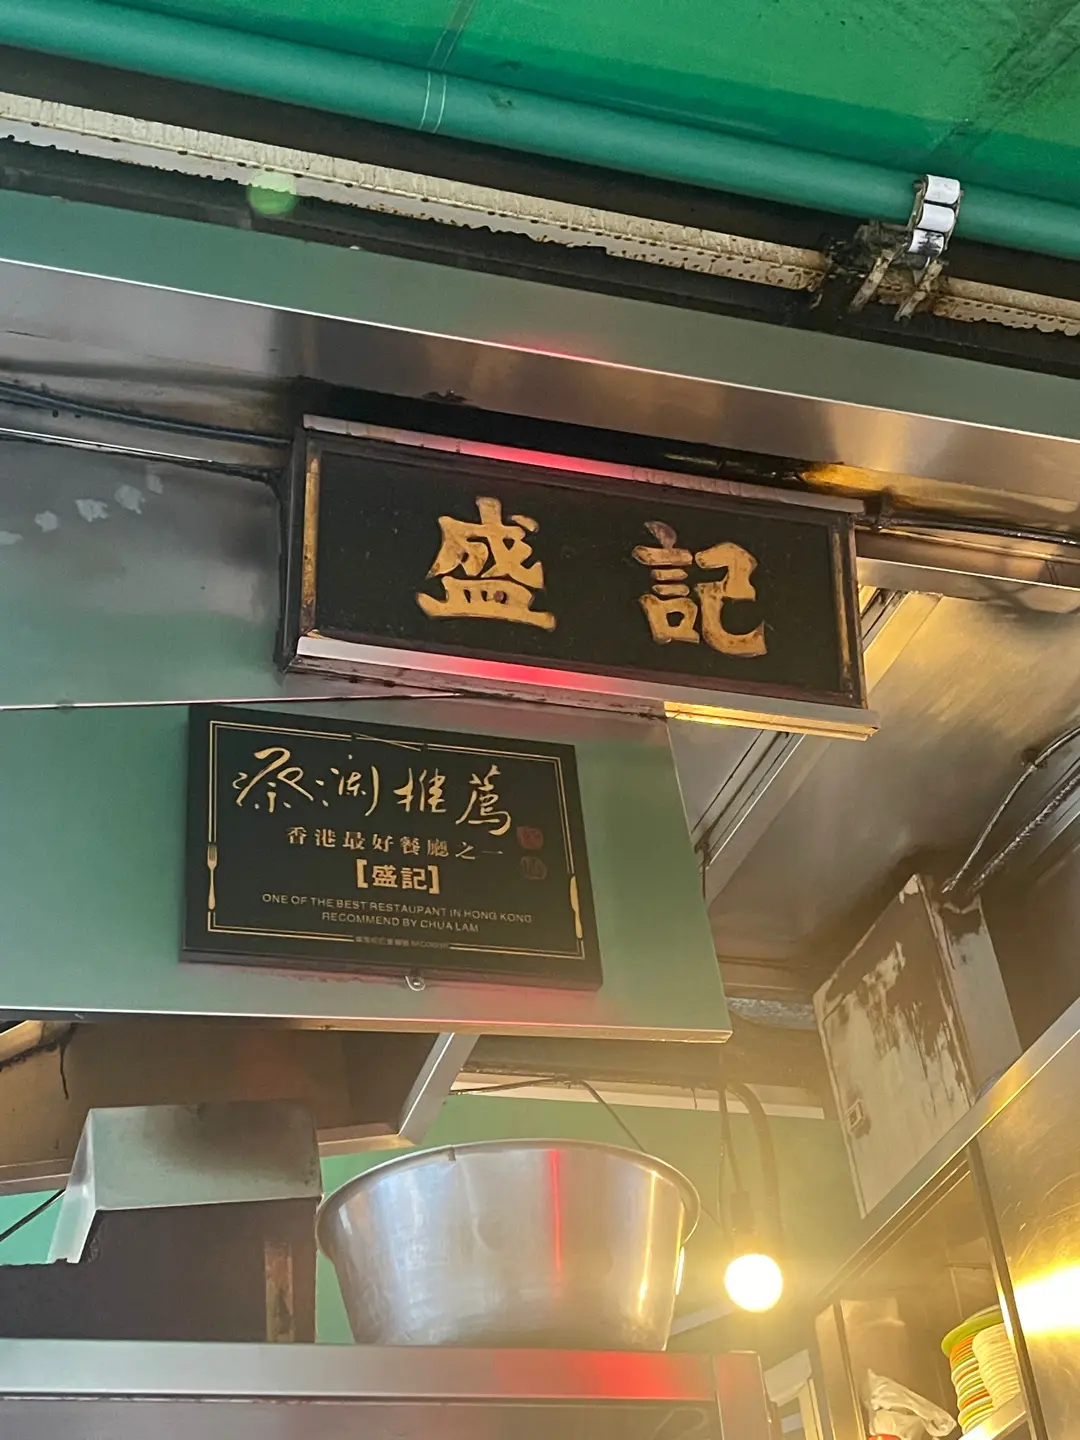 盛記
蔡瀾推薦
香港最好餐廳之一
[盛記]
ONE OF THE BEST RESTAUPANT IN HONG KONG
RECOMMEND BY CHUA LAM